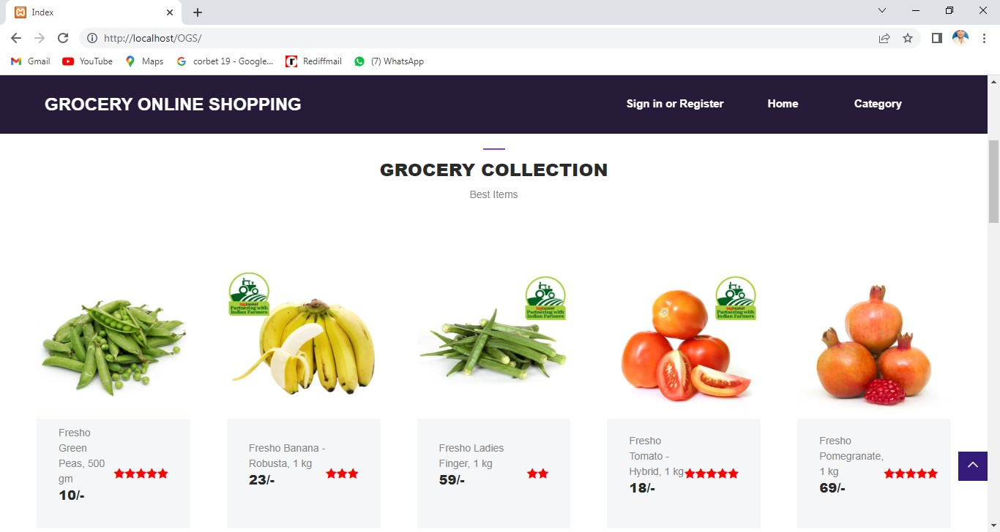 Index
http://localhost/OGS/
Gmail
YouTube
Maps
corbet 19 - Google...
Rediffmail
(7) WhatsApp
GROCERY ONLINE SHOPPING
Sign in or Register
Home
Category
GROCERY COLLECTION
Best Items
bigbasket
Partnering with
Indian Farmers
bigbasket
Partnering with
Indian Farmers
bigbasket
Partnering with
Indian Farmers
Fresho
Green
Peas, 500
gm
10/-
Fresho Banana -
Robusta, 1 kg
23/-
Fresho Ladies
Finger, 1 kg
59/-
Fresho
Tomato -
Hybrid, 1 kg
18/-
Fresho
Pomegranate,
1 kg
69/-